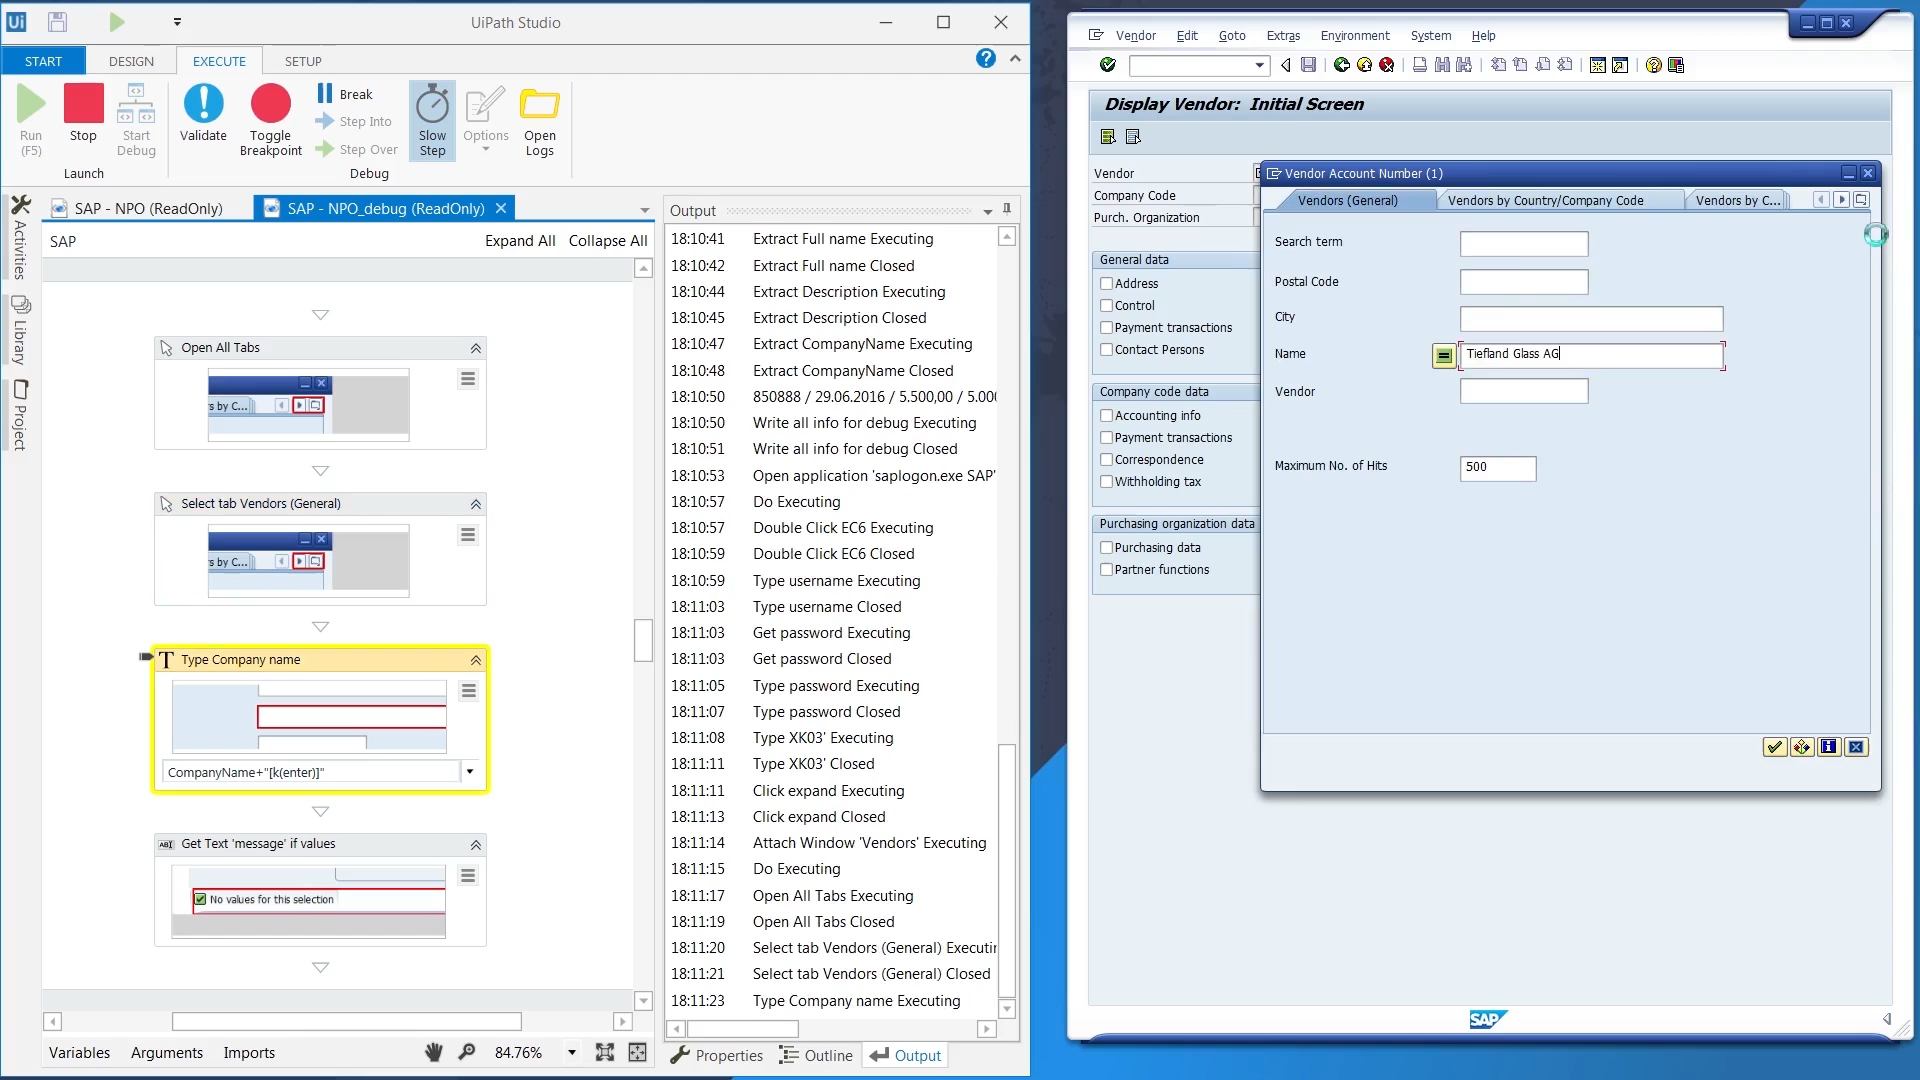 Ui
UiPath Studio
START
DESIGN
EXECUTE
SETUP
Run (F5)
Stop
Start Debug
Launch
Validate
Toggle Breakpoint
Break
Step Into
Step Over
Slow Step
Options
Open Logs
Debug
Activities
Library
Project
SAP - NPO (ReadOnly)
SAP - NPO_debug (ReadOnly)
SAP
Expand All
Collapse All
Open All Tabs
s by C...
Select tab Vendors (General)
s by C...
T Type Company name
CompanyName+"[k(enter)]"
Get Text 'message' if values
No values for this selection
Variables
Arguments
Imports
84.76%
Output
18:10:41 Extract Full name Executing
18:10:42 Extract Full name Closed
18:10:44 Extract Description Executing
18:10:45 Extract Description Closed
18:10:47 Extract CompanyName Executing
18:10:48 Extract CompanyName Closed
18:10:50 850888 / 29.06.2016 / 5.500,00 / 5.00
18:10:50 Write all info for debug Executing
18:10:51 Write all info for debug Closed
18:10:53 Open application 'saplogon.exe SAP'
18:10:57 Do Executing
18:10:57 Double Click EC6 Executing
18:10:59 Double Click EC6 Closed
18:10:59 Type username Executing
18:11:03 Type username Closed
18:11:03 Get password Executing
18:11:03 Get password Closed
18:11:05 Type password Executing
18:11:07 Type password Closed
18:11:08 Type XK03' Executing
18:11:11 Type XK03' Closed
18:11:11 Click expand Executing
18:11:13 Click expand Closed
18:11:14 Attach Window 'Vendors' Executing
18:11:15 Do Executing
18:11:17 Open All Tabs Executing
18:11:19 Open All Tabs Closed
18:11:20 Select tab Vendors (General) Executi
18:11:21 Select tab Vendors (General) Closed
18:11:23 Type Company name Executing
Properties
Outline
Output
Vendor
Edit
Goto
Extras
Environment
System
Help
Display Vendor: Initial Screen
Vendor
Company Code
Purch. Organization
General data
Address
Control
Payment transactions
Contact Persons
Company code data
Accounting info
Payment transactions
Correspondence
Withholding tax
Purchasing organization data
Purchasing data
Partner functions
Vendor Account Number (1)
Vendors (General)
Vendors by Country/Company Code
Vendors by C...
Search term
Postal Code
City
Name
Tiefland Glass AG
Vendor
Maximum No. of Hits
500
SAP